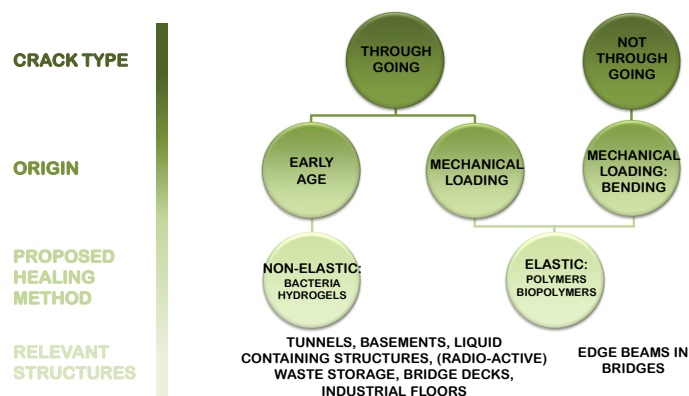 CRACK TYPE
THROUGH
GOING
NOT
THROUGH
GOING
ORIGIN
EARLY
AGE
MECHANICAL
LOADING
MECHANICAL
LOADING:
BENDING
PROPOSED
HEALING
METHOD
NON-ELASTIC:
BACTERIA
HYDROGELS
ELASTIC:
POLYMERS
BIOPOLYMERS
RELEVANT
STRUCTURES
TUNNELS, BASEMENTS, LIQUID
CONTAINING STRUCTURES, (RADIO-ACTIVE)
WASTE STORAGE, BRIDGE DECKS,
INDUSTRIAL FLOORS
EDGE BEAMS IN
BRIDGES